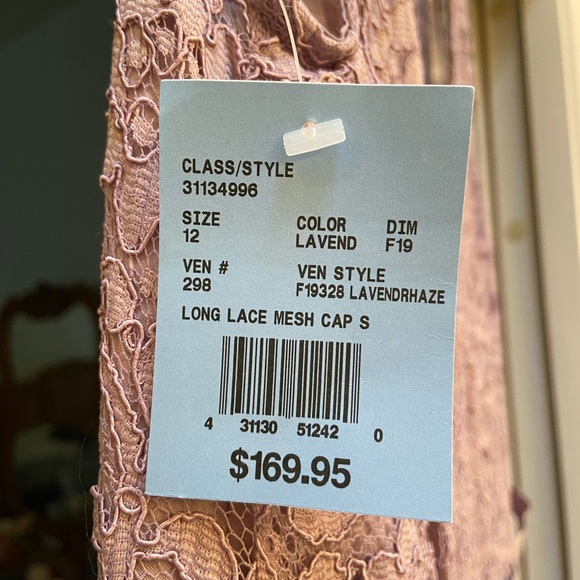 CLASS/STYLE
31134996
SIZE COLOR DIM
12 LAVEND F19
VEN # VEN STYLE
298 F19328 LAVENDRHAZE
LONG LACE MESH CAP S
4 31130 51242 0
$169.95